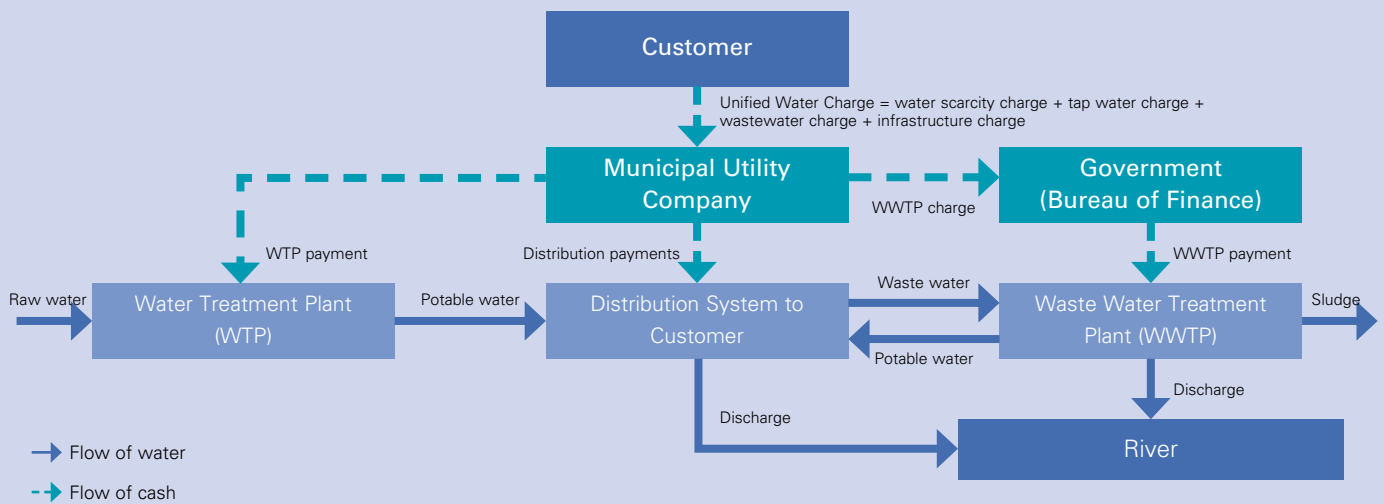 Customer
Unified Water Charge = water scarcity charge + tap water charge +
wastewater charge + infrastructure charge
Municipal Utility
Company
WWTP charge
Government
(Bureau of Finance)
WTP payment
Distribution payments
WWTP payment
Raw water
Water Treatment Plant
(WTP)
Potable water
Distribution System to
Customer
Waste water
Potable water
Waste Water Treatment
Plant (WWTP)
Sludge
Discharge
Discharge
River
Flow of water
Flow of cash